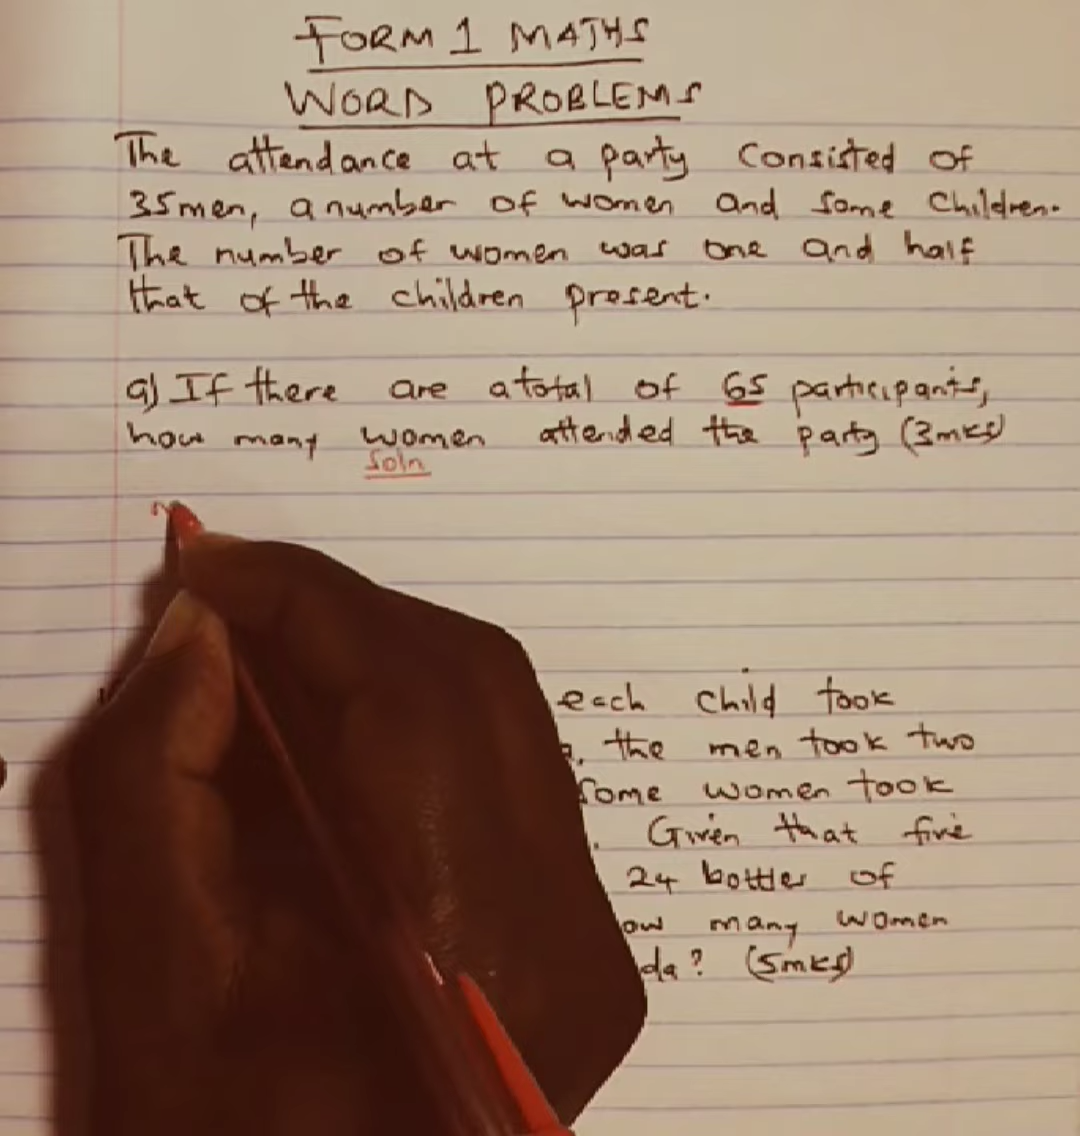 FORM 1 MATHS
WORD PROBLEMS
The attendance at a party consisted of
35men, a number of women and some children.
The number of women was one and half
that of the children present.
a) If there are a total of 65 participants,
how many women attended the party (3mks)
Soln
each child took
the men took two
Some women took
Given that five
24 bottles of
many women
da? (5mks)